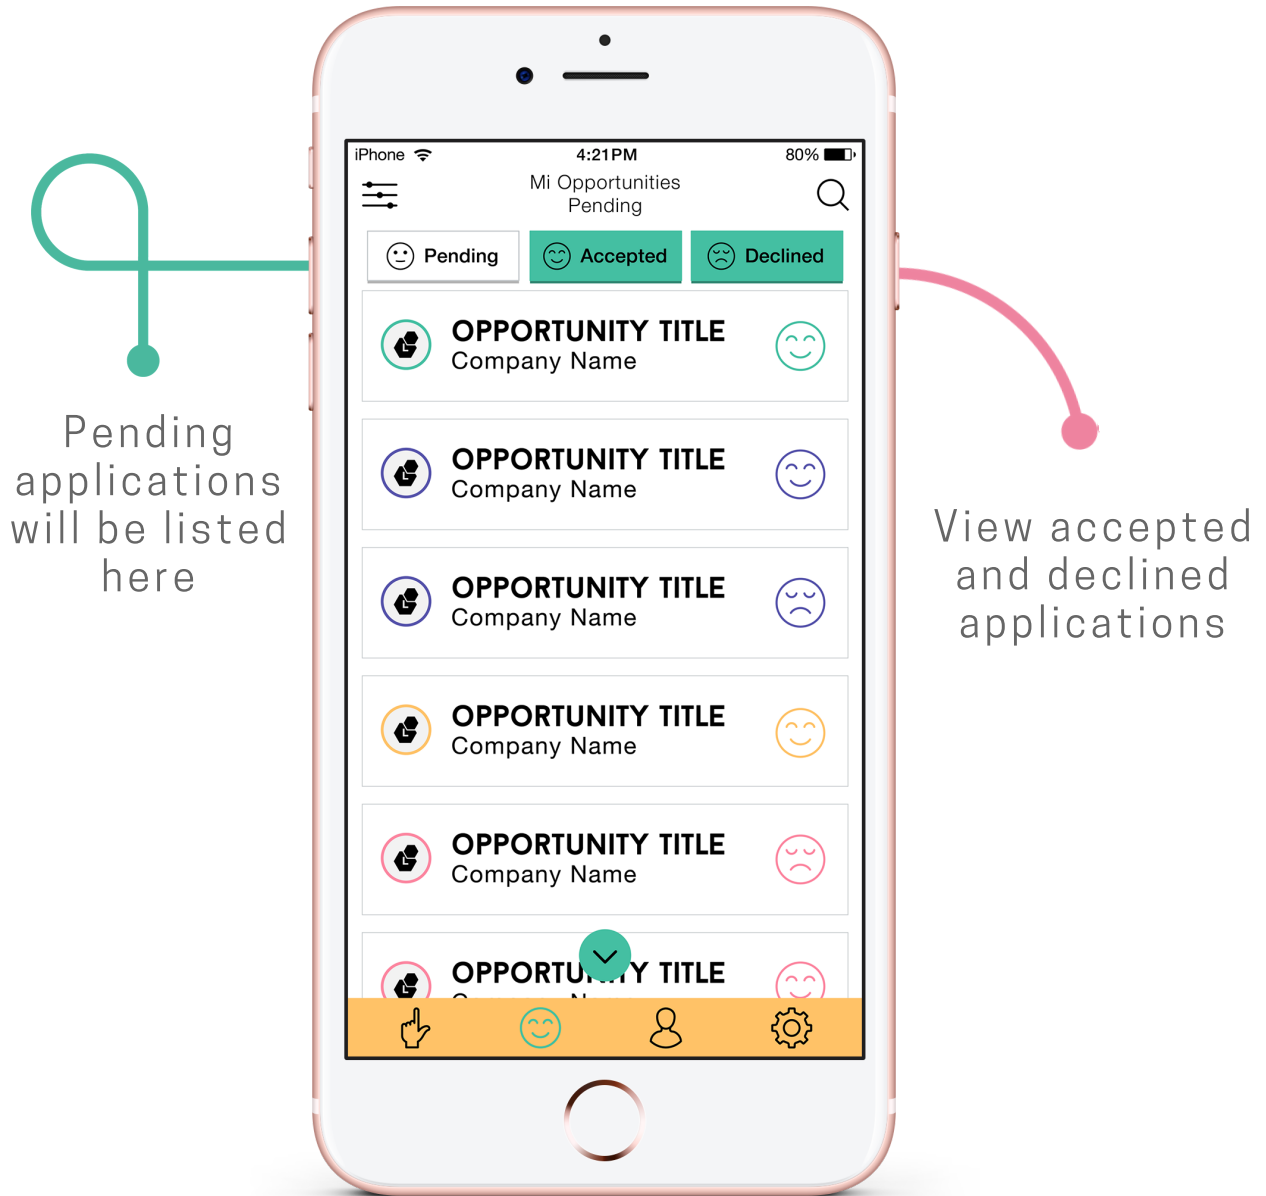 iPhone
4:21PM
80%
Mi Opportunities
Pending
Pending
Accepted
Declined
OPPORTUNITY TITLE
Company Name
OPPORTUNITY TITLE
Company Name
OPPORTUNITY TITLE
Company Name
OPPORTUNITY TITLE
Company Name
OPPORTUNITY TITLE
Company Name
OPPORTUNITY TITLE
Pending
applications
will be listed
here
View accepted
and declined
applications